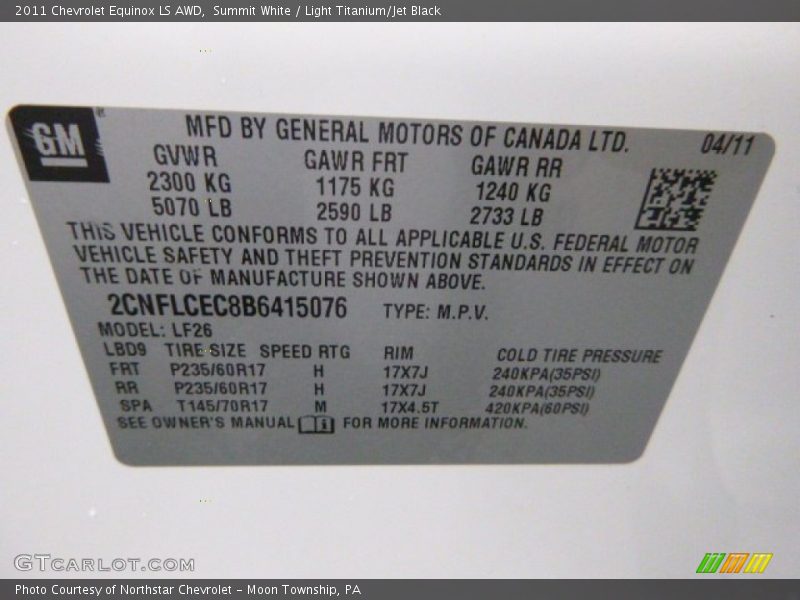 2011 Chevrolet Equinox LS AWD, Summit White / Light Titanium/Jet Black
GM
MFD BY GENERAL MOTORS OF CANADA LTD. 04/11
GVWR GAWR FRT GAWR RR
2300 KG 1175 KG 1240 KG
5070 LB 2590 LB 2733 LB
THIS VEHICLE CONFORMS TO ALL APPLICABLE U.S. FEDERAL MOTOR
VEHICLE SAFETY AND THEFT PREVENTION STANDARDS IN EFFECT ON
THE DATE OF MANUFACTURE SHOWN ABOVE.
2CNFLCEC8B6415076 TYPE: M.P.V.
MODEL: LF26
LBD9 TIRE SIZE SPEED RTG RIM COLD TIRE PRESSURE
FRT P235/60R17 H 17X7J 240KPA(35PSI)
RR P235/60R17 H 17X7J 240KPA(35PSI)
SPA T145/70R17 M 17X4.5T 420KPA(60PSI)
SEE OWNER'S MANUAL FOR MORE INFORMATION.
GTCARLOT.COM
Photo Courtesy of Northstar Chevrolet - Moon Township, PA